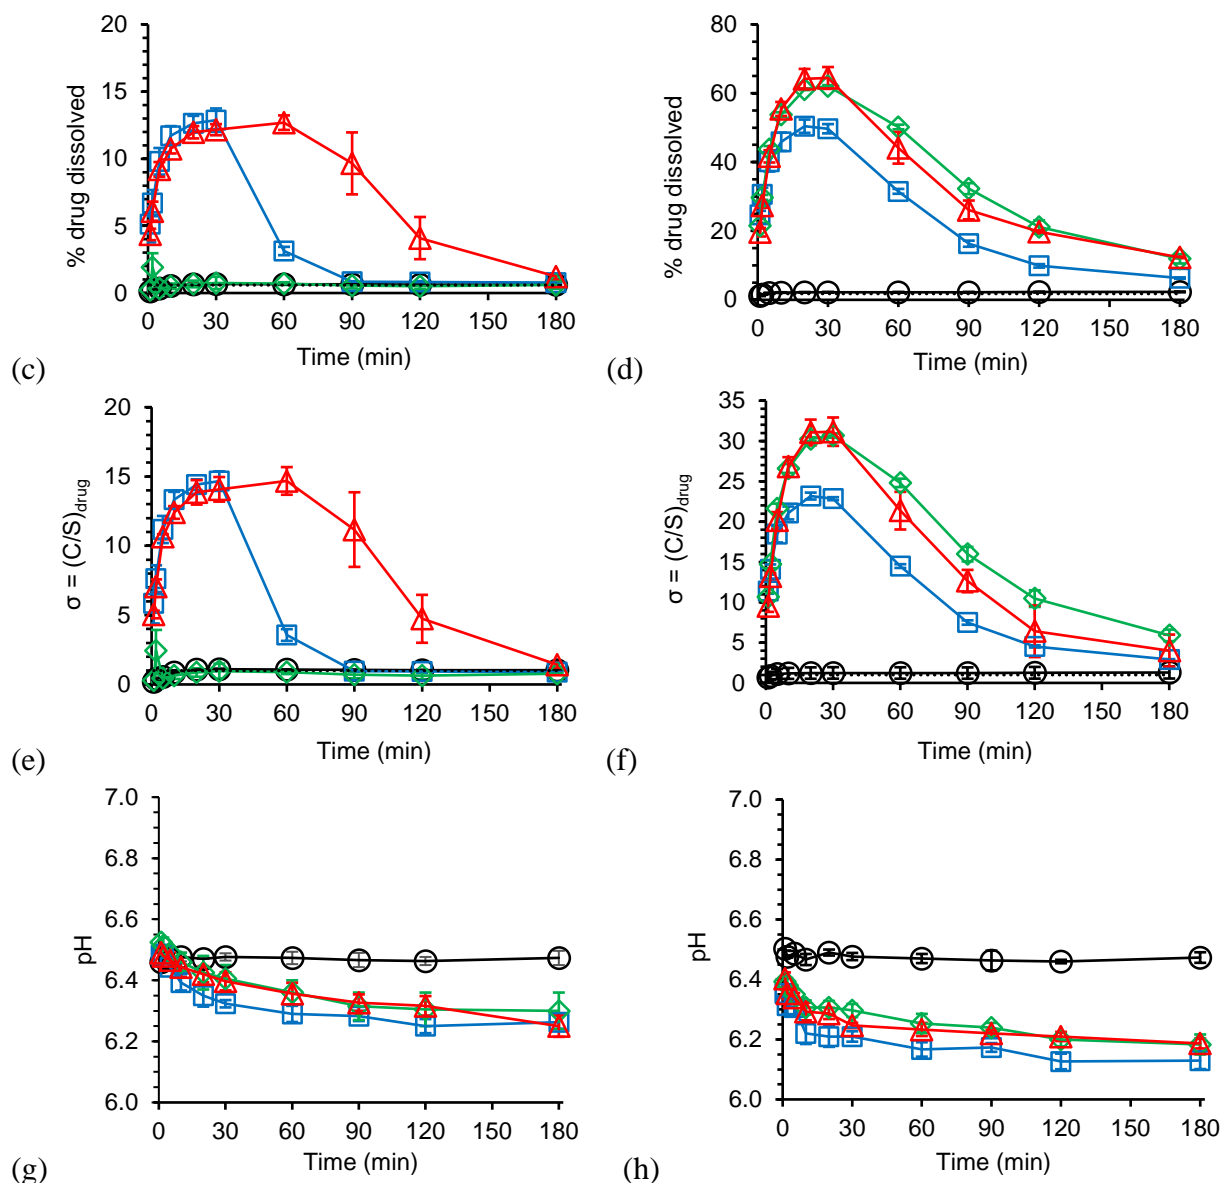 20
15
10
5
0
% drug dissolved
0 30 60 90 120 150 180
Time (min)
(c)
80
60
40
20
0
% drug dissolved
0 30 60 90 120 150 180
Time (min)
(d)
20
15
10
5
0
σ = (C/S)drug
0 30 60 90 120 150 180
Time (min)
(e)
35
30
25
20
15
10
5
0
σ = (C/S)drug
0 30 60 90 120 150 180
Time (min)
(f)
7.0
6.8
6.6
6.4
6.2
6.0
pH
0 30 60 90 120 150 180
Time (min)
(g)
7.0
6.8
6.6
6.4
6.2
6.0
pH
0 30 60 90 120 150 180
Time (min)
(h)